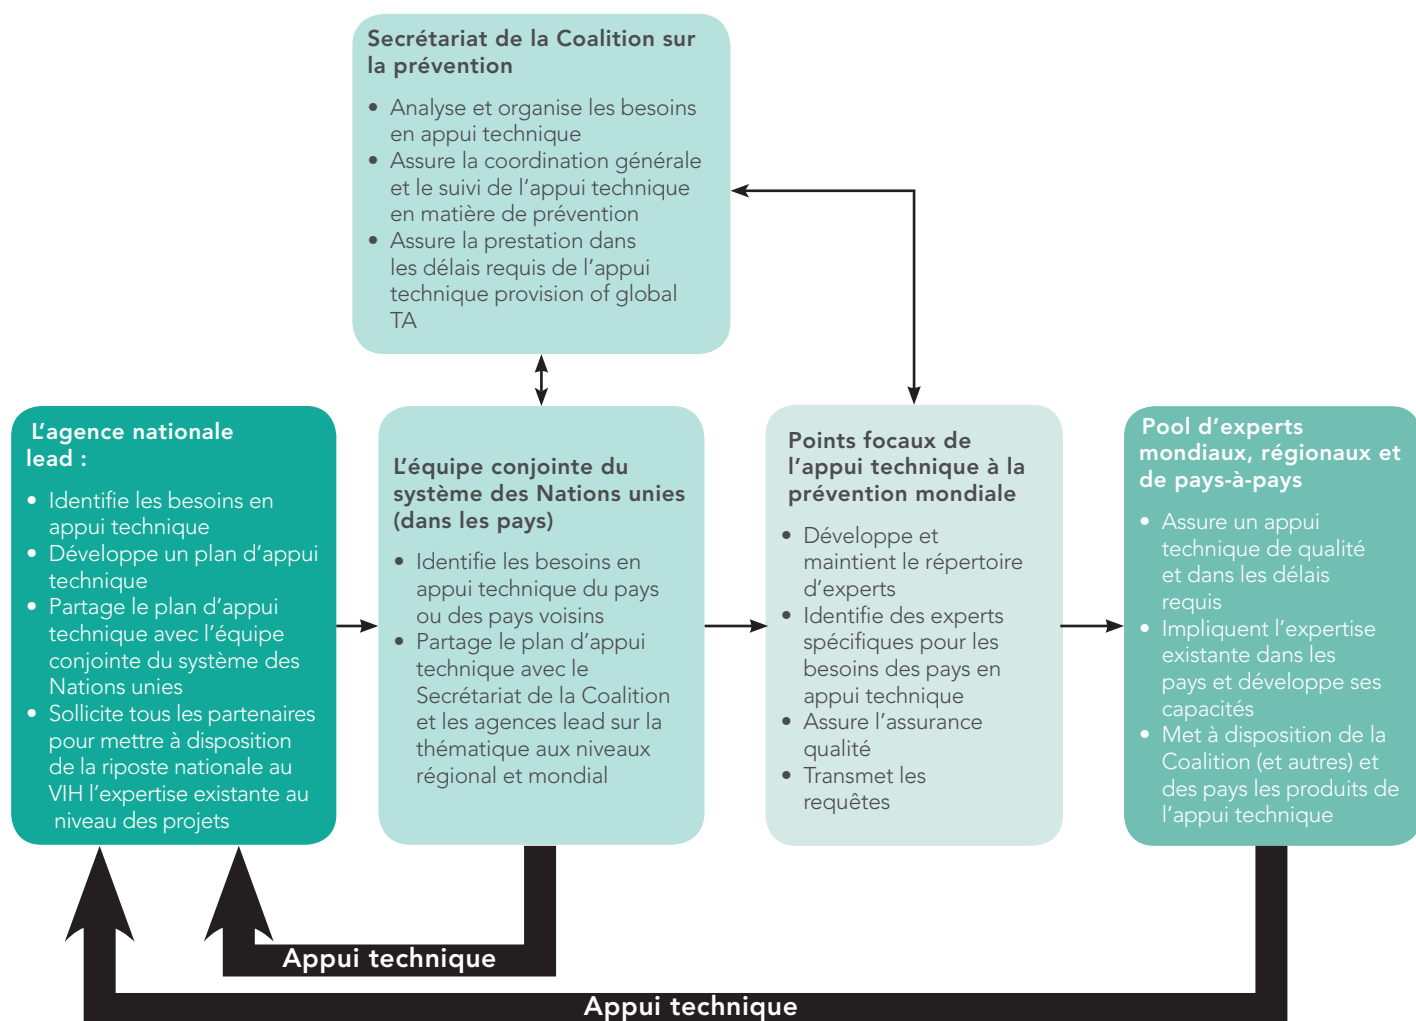 Secrétariat de la Coalition sur
la prévention
• Analyse et organise les besoins
en appui technique
• Assure la coordination générale
et le suivi de l’appui technique
en matière de prévention
• Assure la prestation dans
les délais requis de l’appui
technique provision of global
TA
L’agence nationale
lead :
• Identifie les besoins en
appui technique
• Développe un plan d’appui
technique
• Partage le plan d’appui
technique avec l’équipe
conjointe du système des
Nations unies
• Sollicite tous les partenaires
pour mettre à disposition
de la riposte nationale au
VIH l’expertise existante au
niveau des projets
L’équipe conjointe du
système des Nations unies
(dans les pays)
• Identifie les besoins en
appui technique du pays
ou des pays voisins
• Partage le plan d’appui
technique avec le
Secrétariat de la Coalition
et les agences lead sur la
thématique aux niveaux
régional et mondial
Points focaux de
l’appui technique à la
prévention mondiale
• Développe et
maintient le répertoire
d’experts
• Identifie des experts
spécifiques pour les
besoins des pays en
appui technique
• Assure l’assurance
qualité
• Transmet les
requêtes
Pool d’experts
mondiaux, régionaux et
de pays-à-pays
• Assure un appui
technique de qualité
et dans les délais
requis
• Impliquent l’expertise
existante dans les
pays et développe ses
capacités
• Met à disposition de la
Coalition (et autres) et
des pays les produits de
l’appui technique
Appui technique
Appui technique